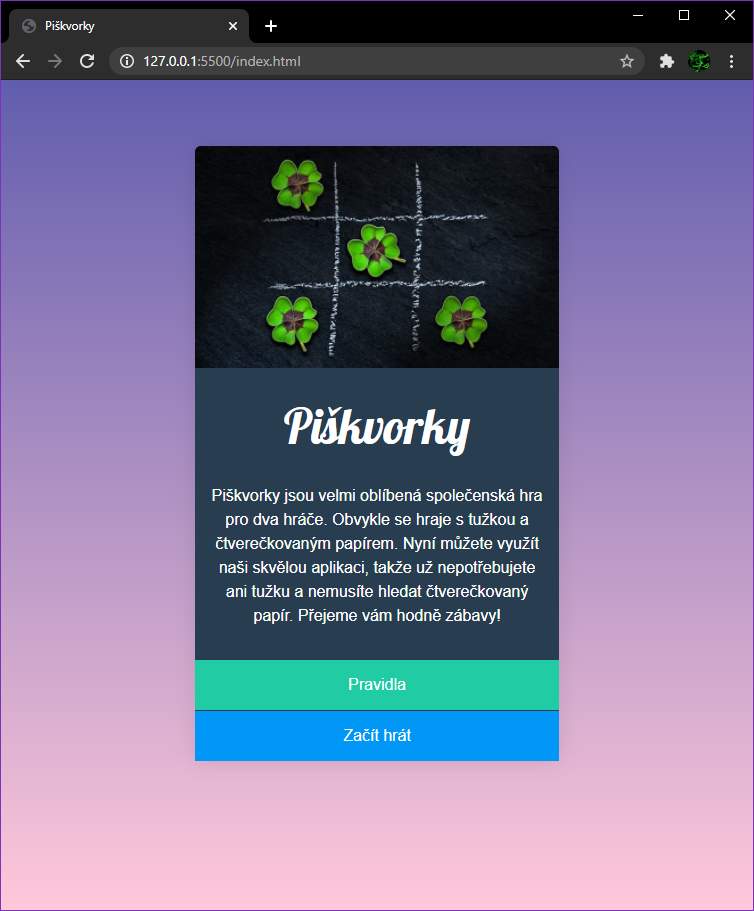 Piškvorky
127.0.0.1:5500/index.html
Piškvorky
Piškvorky jsou velmi oblíbená společenská hra
pro dva hráče. Obvykle se hraje s tužkou a
čtverečkovaným papírem. Nyní můžete využít
naši skvělou aplikaci, takže už nepotřebujete
ani tužku a nemusíte hledat čtverečkovaný
papír. Přejeme vám hodně zábavy!
Pravidla
Začít hrát